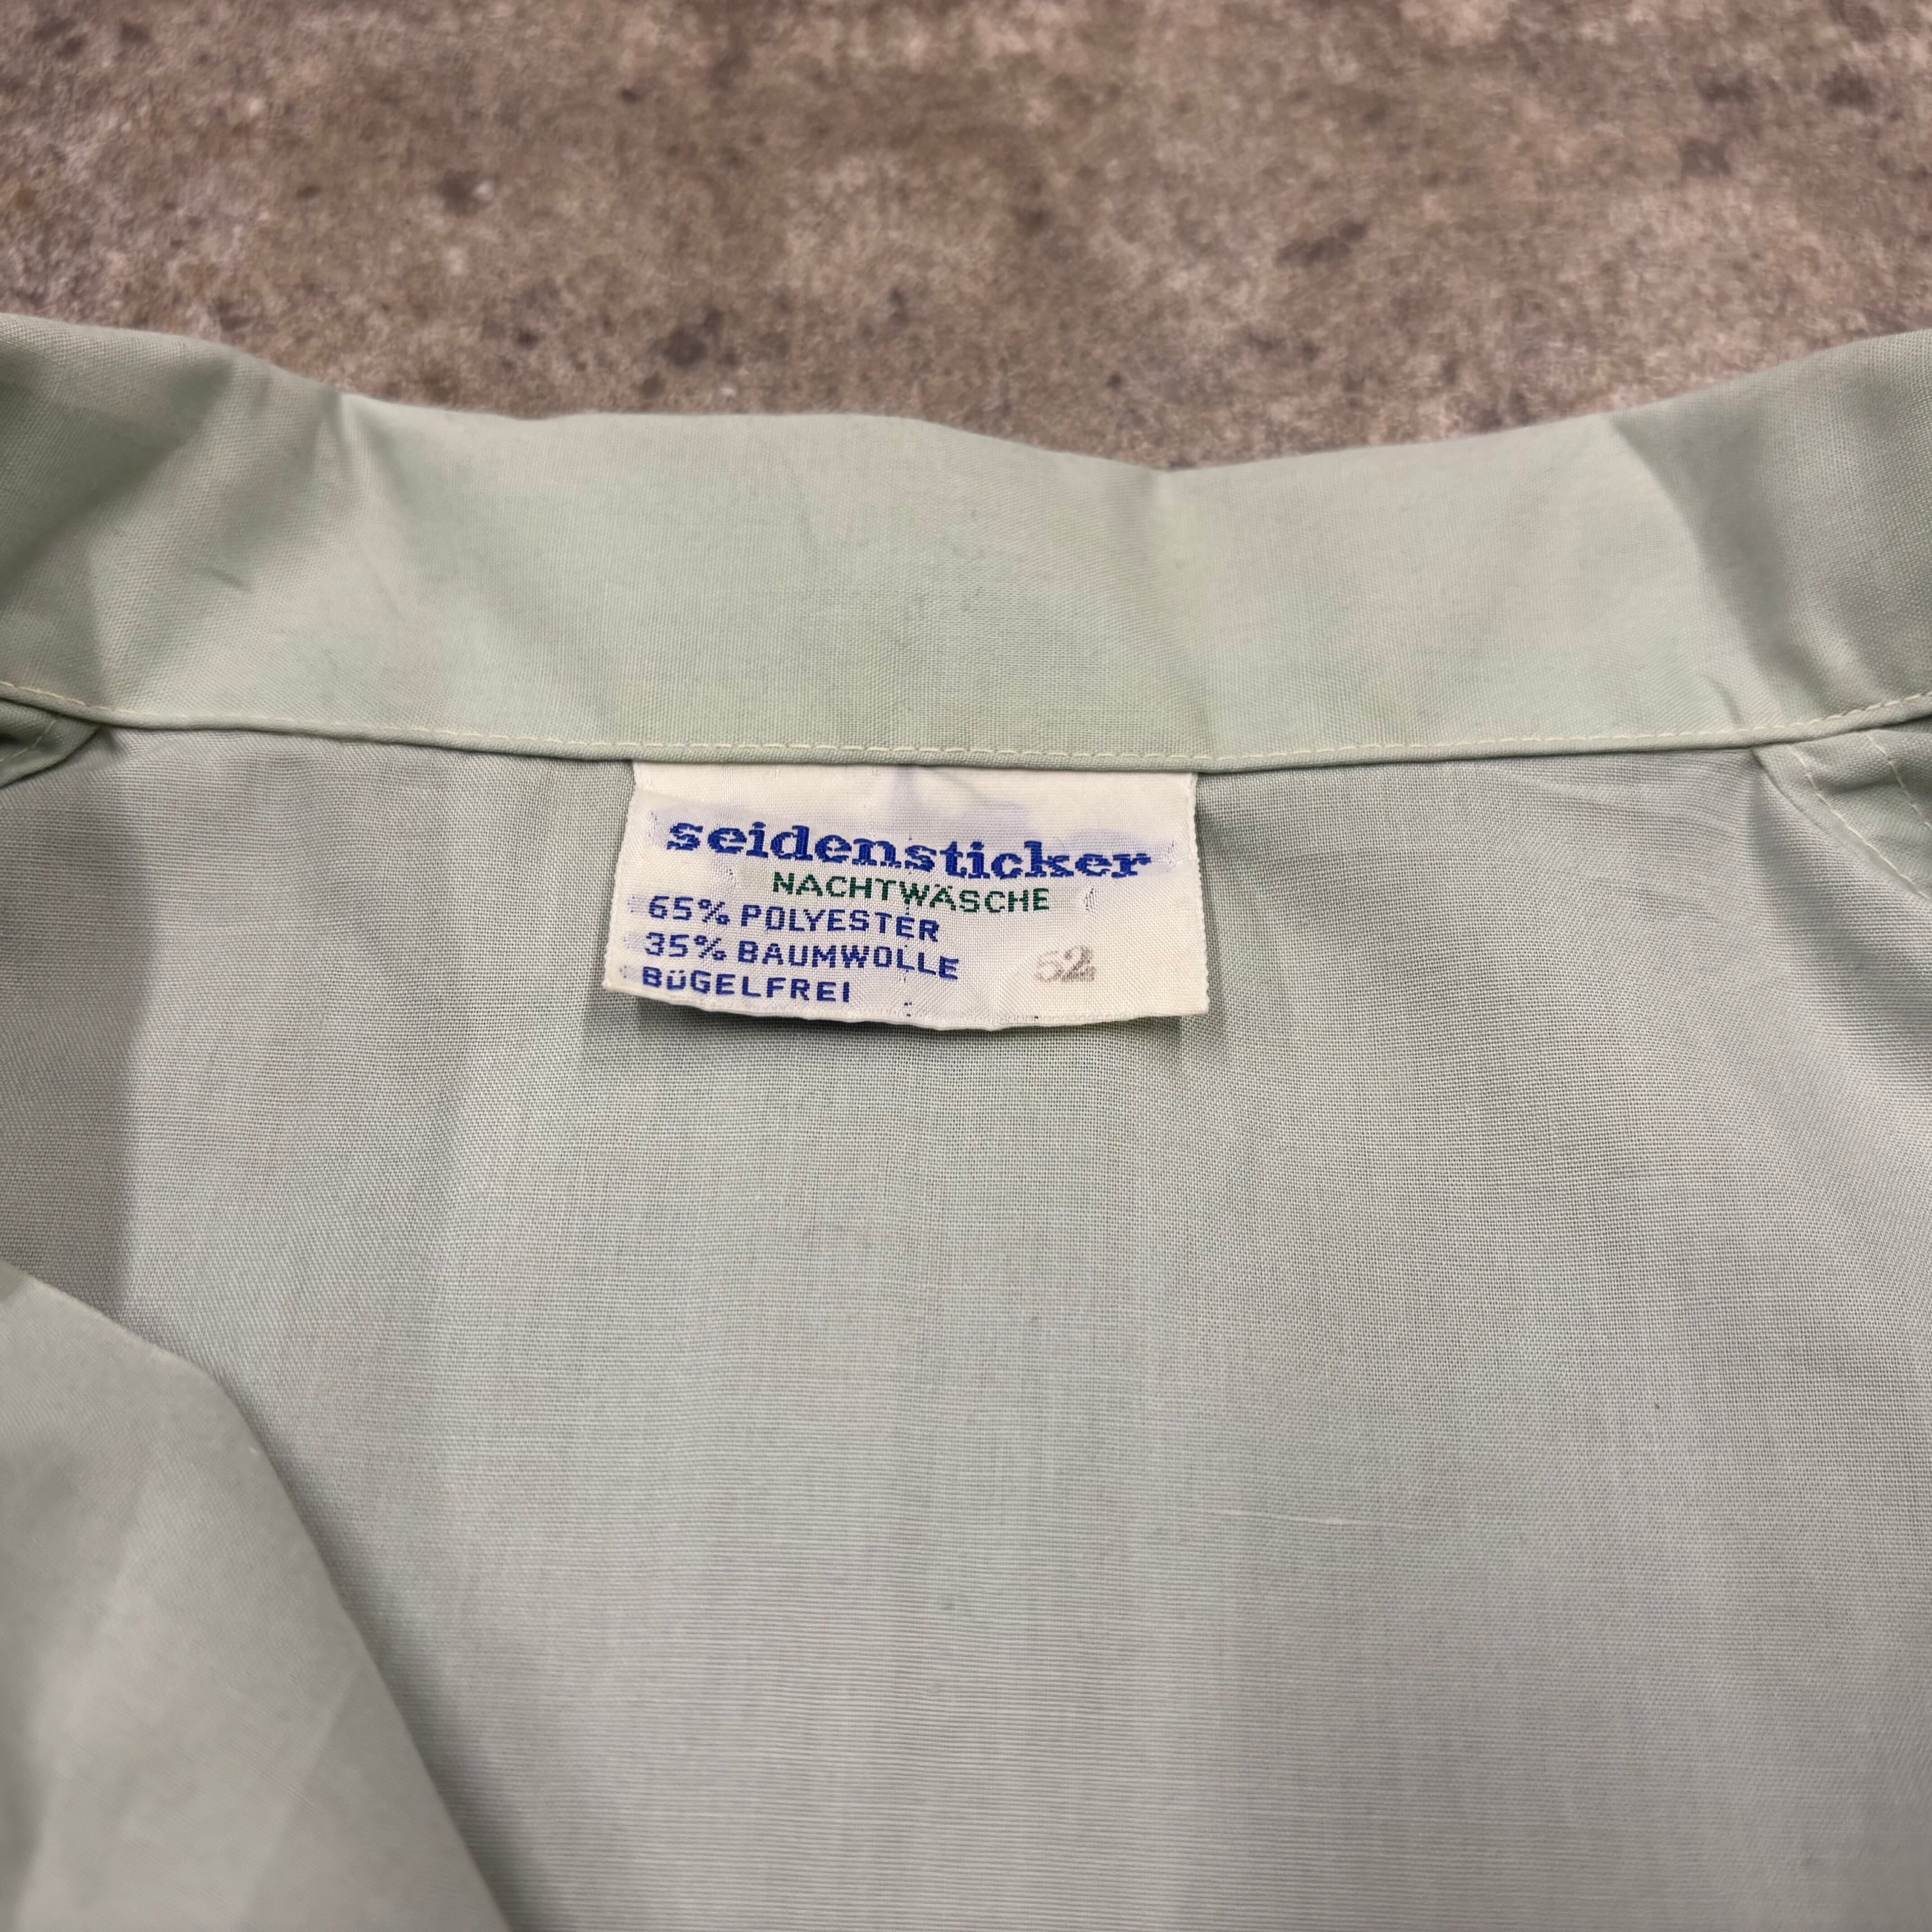 seidensticker
NACHTWÄSCHE
65% POLYESTER
35% BAUMWOLLE
BÜGELFREI
52